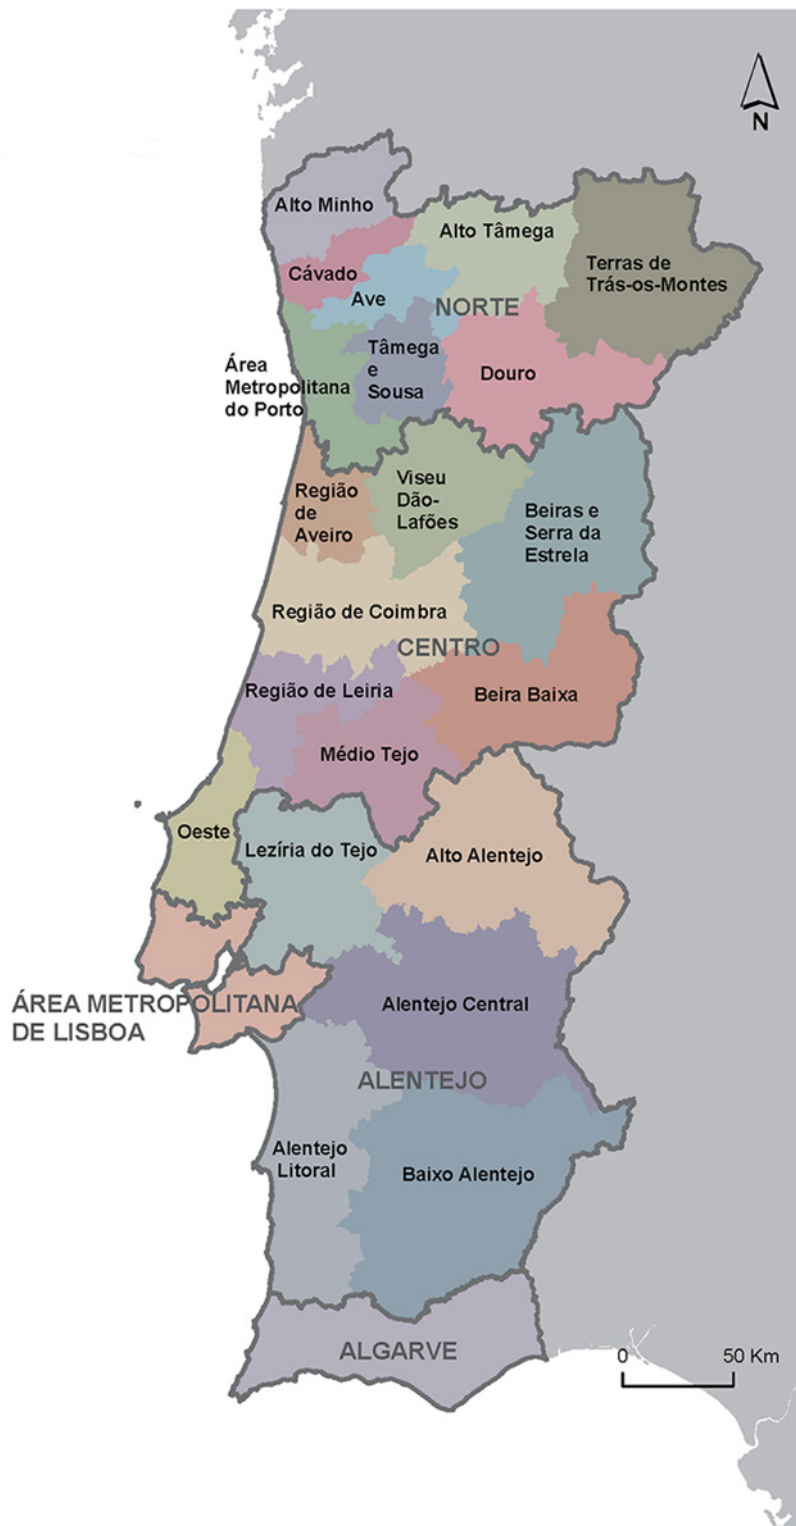 N
Alto Minho
Alto Tâmega
Terras de
Trás-os-Montes
Cávado
Ave
NORTE
Tâmega
e
Sousa
Douro
Área
Metropolitana
do Porto
Região
de
Aveiro
Viseu
Dão-
Lafões
Beiras e
Serra da
Estrela
Região de Coimbra
CENTRO
Região de Leiria
Beira Baixa
Médio Tejo
Oeste
Lezíria do Tejo
Alto Alentejo
ÁREA METROPOLITANA
DE LISBOA
Alentejo Central
ALENTEJO
Alentejo
Litoral
Baixo Alentejo
ALGARVE
0 50 Km